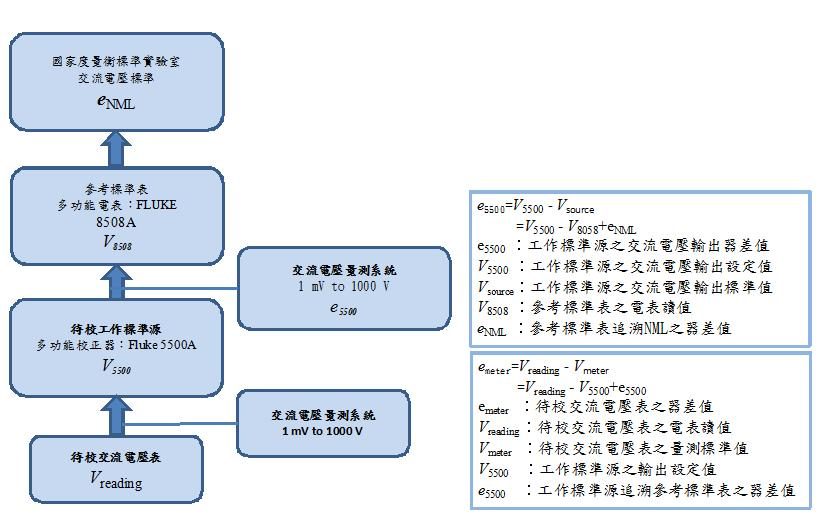 國家度量衡標準實驗室
交流電壓標準
eNML
參考標準表
多功能電表：FLUKE
8508A
V8508
交流電壓量測系統
1 mV to 1000 V
e5500
待校工作標準源
多功能校正器：Fluke 5500A
V5500
交流電壓量測系統
1 mV to 1000 V
待校交流電壓表
Vreading
e5500=V5500 - Vsource
=V5500 - V8058+eNML
e5500 ：工作標準源之交流電壓輸出器差值
V5500 ：工作標準源之交流電壓輸出設定值
Vsource：工作標準源之交流電壓輸出標準值
V8508 ：參考標準表之電表讀值
eNML ：參考標準表追溯NML之器差值
emeter=Vreading - Vmeter
=Vreading - V5500+e5500
emeter ：待校交流電壓表之器差值
Vreading：待校交流電壓表之電表讀值
Vmeter ：待校交流電壓表之量測標準值
V5500 ：工作標準源之輸出設定值
e5500 ：工作標準源追溯參考標準表之器差值